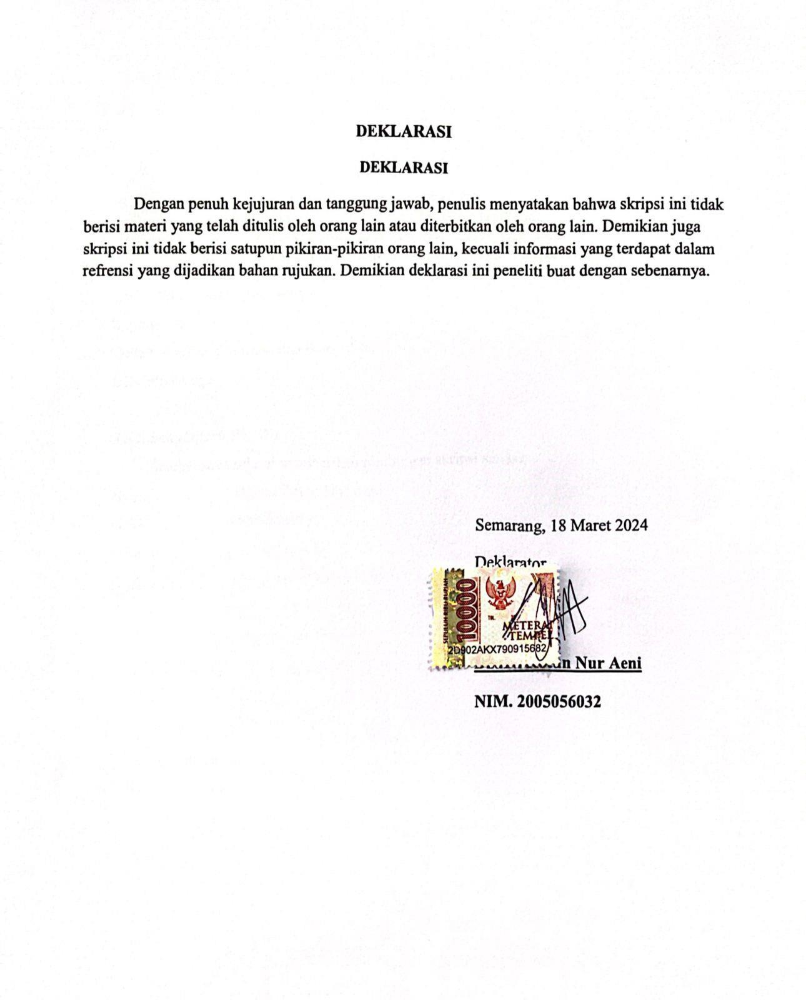 DEKLARASI
DEKLARASI
Dengan penuh kejujuran dan tanggung jawab, penulis menyatakan bahwa skripsi ini tidak
berisi materi yang telah ditulis oleh orang lain atau diterbitkan oleh orang lain. Demikian juga
skripsi ini tidak berisi satupun pikiran-pikiran orang lain, kecuali informasi yang terdapat dalam
refrensi yang dijadikan bahan rujukan. Demikian deklarasi ini peneliti buat dengan sebenarnya.
Semarang, 18 Maret 2024
Deklarator
SEPULUH RIBU RUPIAH
10000
TGL.
METERAI
TEMPEL
2D902AKX790915682
Nur Aeni
NIM. 2005056032